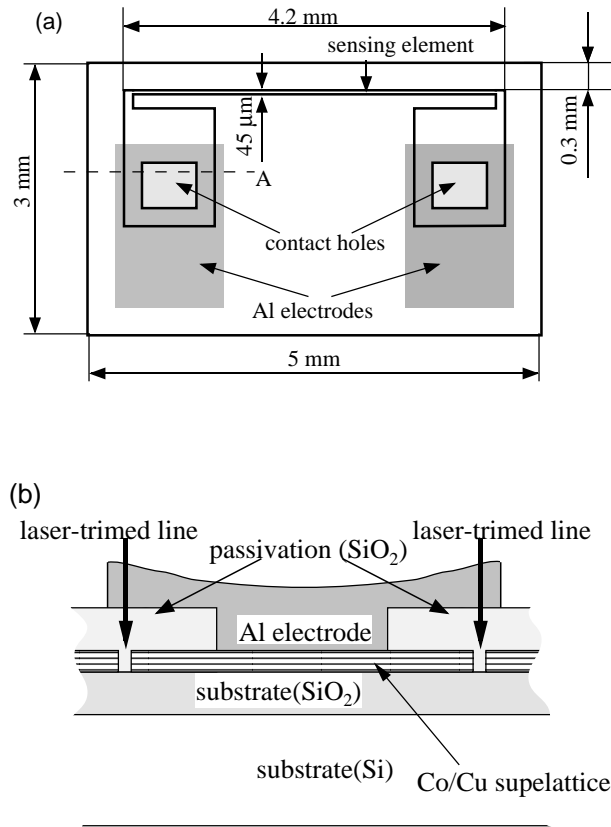 (a)
4.2 mm
sensing element
45 μm
0.3 mm
3 mm
A
contact holes
Al electrodes
5 mm
(b)
laser-trimed line
laser-trimed line
passivation (SiO2)
Al electrode
substrate(SiO2)
substrate(Si)
Co/Cu supelattice